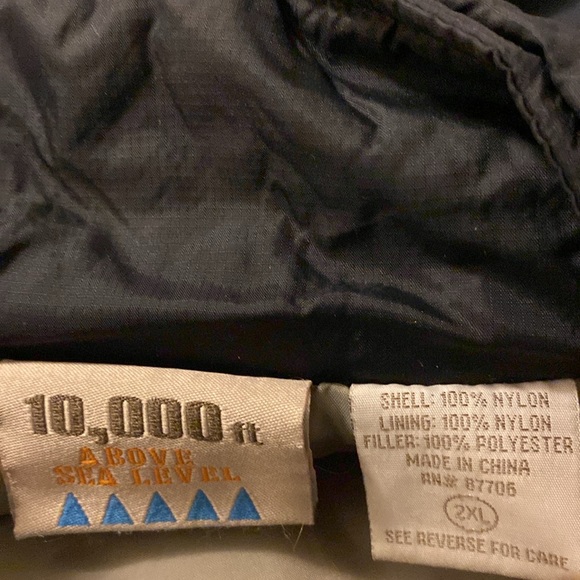 10,000 ft
ABOVE
SEA LEVEL
SHELL: 100% NYLON
LINING: 100% NYLON
FILLER: 100% POLYESTER
MADE IN CHINA
RN# 87706
2XL
SEE REVERSE FOR CARE